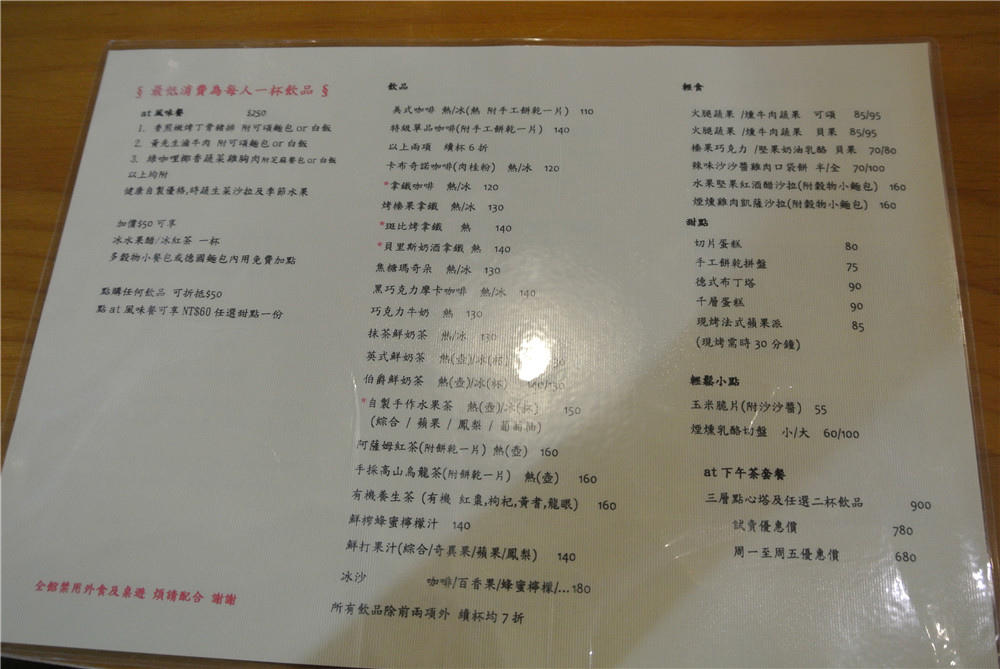 § 最低消費為每人一杯飲品 §
at 風味餐 $250
1. 香煎嫩烤丁骨豬排 附可頌麵包 or 白飯
2. 黃先生滷牛肉 附可頌麵包 or 白飯
3. 綠咖哩椰香蔬菜雞胸肉附芝麻餐包 or 白飯
以上均附
健康自製優格,時蔬生菜沙拉及季節水果
加價$50 可享
冰水果醋/冰紅茶 一杯
多穀物小餐包或德國麵包內用免費加點
點購任何飲品 可折抵$50
點 at 風味餐可享 NT$60 任選甜點一份
全館禁用外食及桌遊 煩請配合 謝謝
飲品
美式咖啡 熱/冰(熱 附手工餅乾一片) 110
特級單品咖啡(附手工餅乾一片) 140
以上兩項 續杯 6 折
卡布奇諾咖啡(肉桂粉) 熱/冰 120
*拿鐵咖啡 熱/冰 120
烤榛果拿鐵 熱/冰 130
*斑比烤拿鐵 熱 140
*貝里斯奶酒拿鐵 熱 140
焦糖瑪奇朵 熱/冰 130
黑巧克力摩卡咖啡 熱/冰 140
巧克力牛奶 熱 130
抹茶鮮奶茶 熱/冰 130
英式鮮奶茶 熱(壺)/冰(杯)
伯爵鮮奶茶 熱(壺)/冰(杯) 140/130
*自製手作水果茶 熱(壺)/冰(杯) 150
(綜合 / 蘋果 / 鳳梨 / 葡萄柚)
阿薩姆紅茶(附餅乾一片) 熱(壺) 160
手採高山烏龍茶(附餅乾一片) 熱(壺) 160
有機養生茶 (有機 紅棗,枸杞,黃耆,龍眼) 160
鮮榨蜂蜜檸檬汁 140
鮮打果汁(綜合/奇異果/蘋果/鳳梨) 140
冰沙 咖啡/百香果/蜂蜜檸檬/...180
所有飲品除前兩項外 續杯均 7 折
輕食
火腿蔬果 /燻牛肉蔬果 可頌 85/95
火腿蔬果 /燻牛肉蔬果 貝果 85/95
榛果巧克力 /堅果奶油乳酪 貝果 70/80
辣味沙沙醬雞肉口袋餅 半/全 70/100
水果堅果紅酒醋沙拉(附穀物小麵包) 160
煙燻雞肉凱薩沙拉(附穀物小麵包) 160
甜點
切片蛋糕 80
手工餅乾拼盤 75
德式布丁塔 90
千層蛋糕 90
現烤法式蘋果派 85
(現烤需時 30 分鐘)
輕鬆小點
玉米脆片(附沙沙醬) 55
煙燻乳酪切盤 小/大 60/100
at 下午茶套餐
三層點心塔及任選二杯飲品 900
試賣優惠價 780
周一至周五優惠價 680